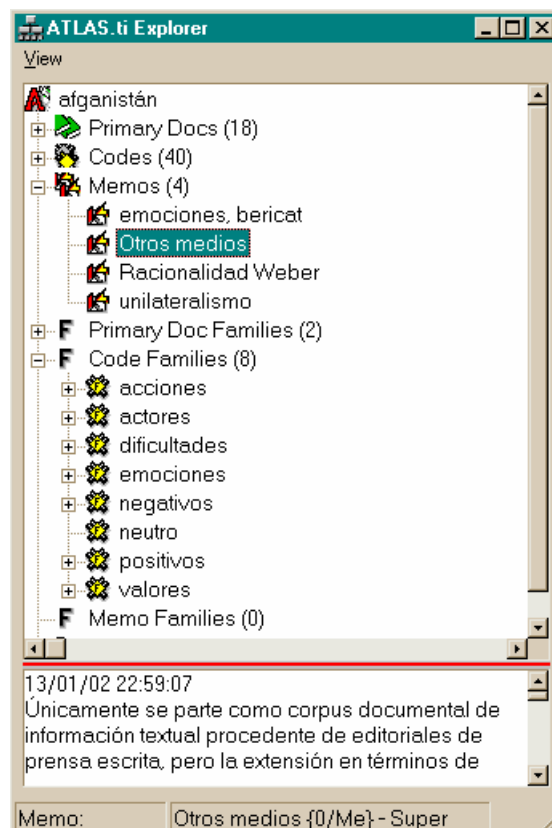 ATLAS.ti Explorer
View
afganistán
Primary Docs (18)
Codes (40)
Memos (4)
emociones, bericat
Otros medios
Racionalidad Weber
unilateralismo
F Primary Doc Families (2)
F Code Families (8)
acciones
actores
dificultades
emociones
negativos
neutro
positivos
valores
F Memo Families (0)
13/01/02 22:59:07
Únicamente se parte como corpus documental de
información textual procedente de editoriales de
prensa escrita, pero la extensión en términos de
Memo: Otros medios {0/Me} - Super